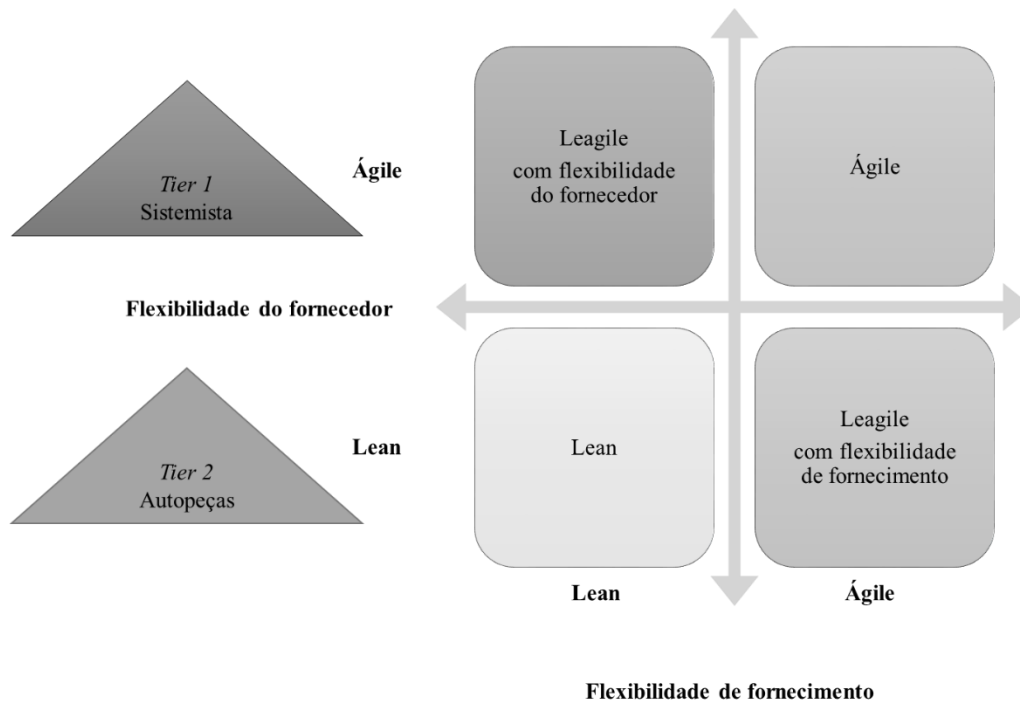 Leagile
com flexibilidade
do fornecedor
Ágile
Tier 1
Sistemista
Ágile
Flexibilidade do fornecedor
Tier 2
Autopeças
Lean
Lean
Leagile
com flexibilidade
de fornecimento
Lean
Ágile
Flexibilidade de fornecimento